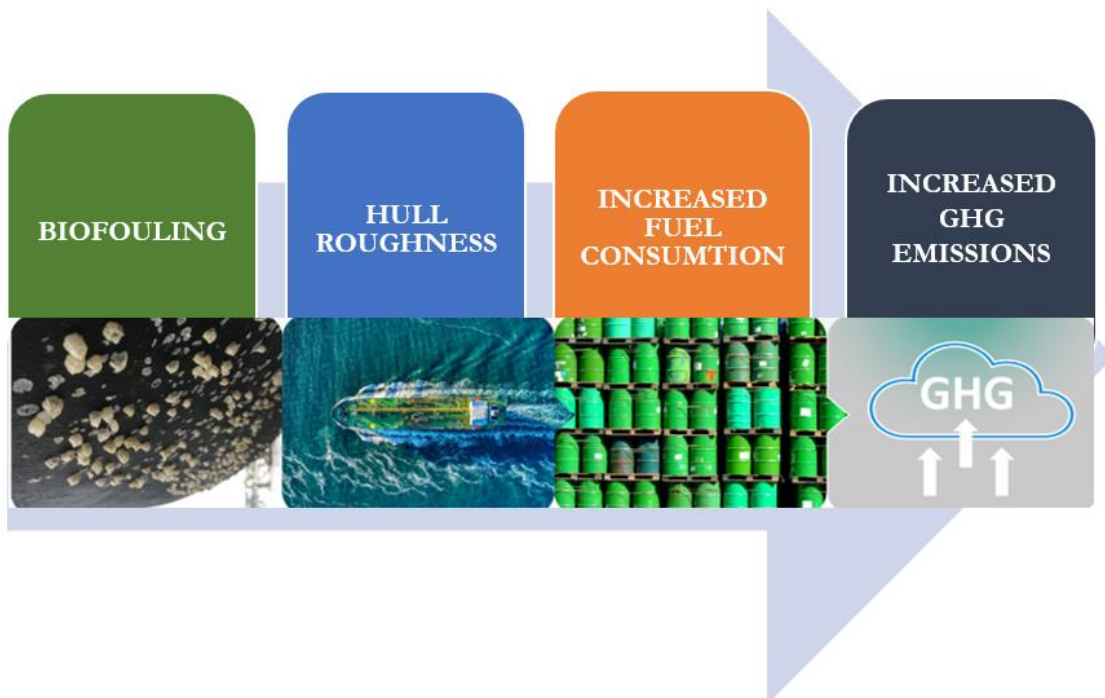 BIOFOULING
HULL
ROUGHNESS
INCREASED
FUEL
CONSUMTION
INCREASED
GHG
EMISSIONS
GHG